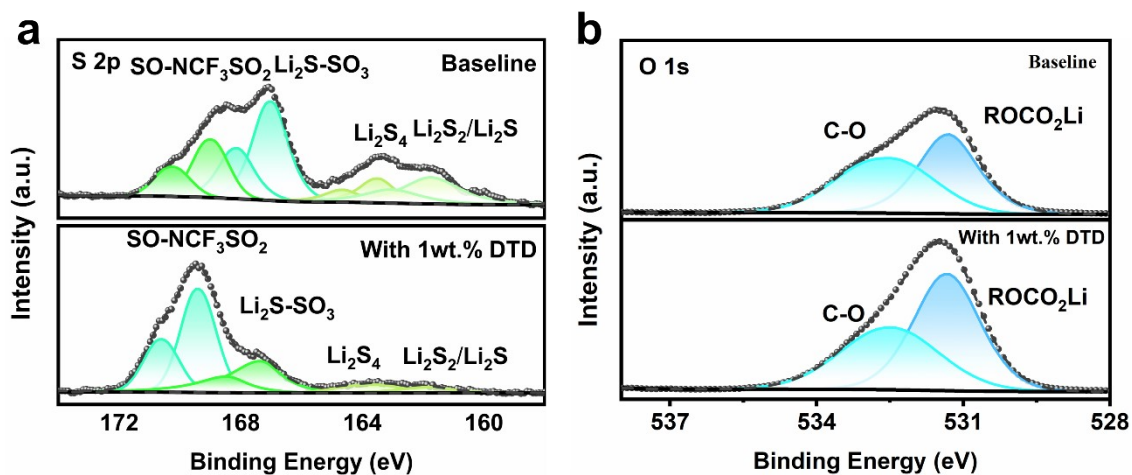 a
S 2p
SO-NCF₃SO₂ Li₂S-SO₃
Baseline
Li₂S₄
Li₂S₂/Li₂S
SO-NCF₃SO₂
With 1wt.% DTD
Li₂S-SO₃
Li₂S₄
Li₂S₂/Li₂S
Intensity (a.u.)
172 168 164 160
Binding Energy (eV)
b
O 1s
Baseline
C-O
ROCO₂Li
With 1wt.% DTD
C-O
ROCO₂Li
Intensity (a.u.)
537 534 531 528
Binding Energy (eV)